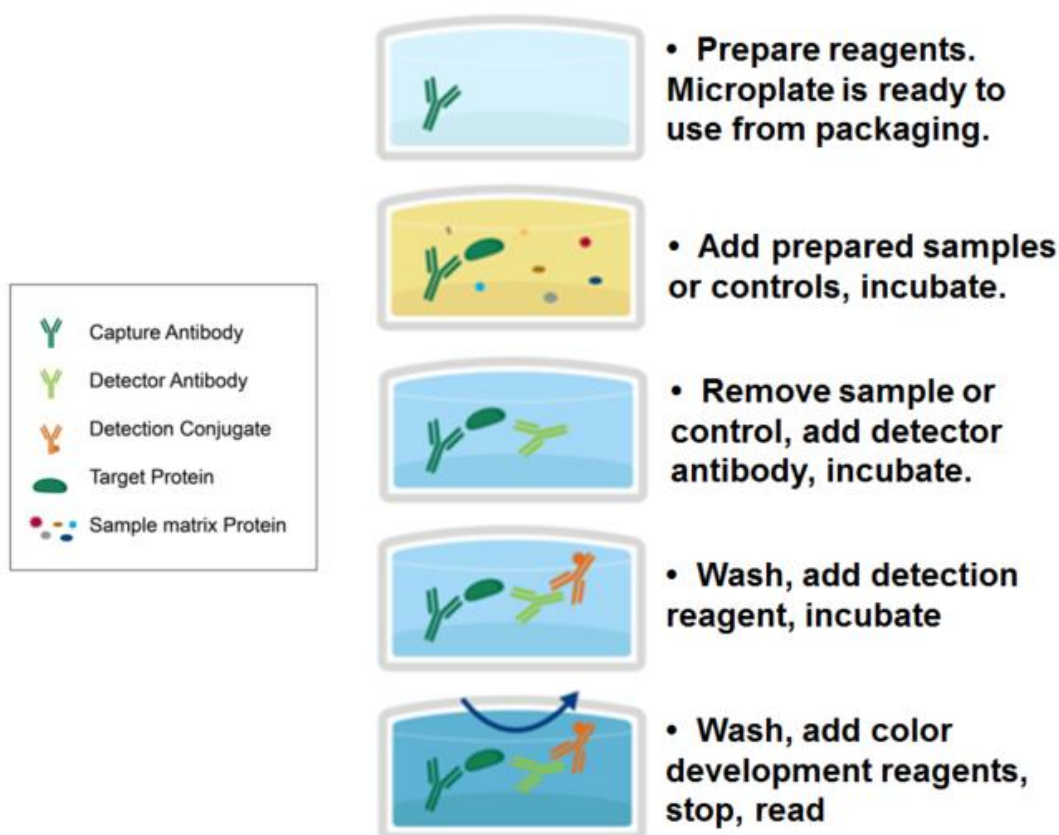 • Prepare reagents.
Microplate is ready to
use from packaging.
• Add prepared samples
or controls, incubate.
Capture Antibody
Detector Antibody
Detection Conjugate
Target Protein
Sample matrix Protein
• Remove sample or
control, add detector
antibody, incubate.
• Wash, add detection
reagent, incubate
• Wash, add color
development reagents,
stop, read